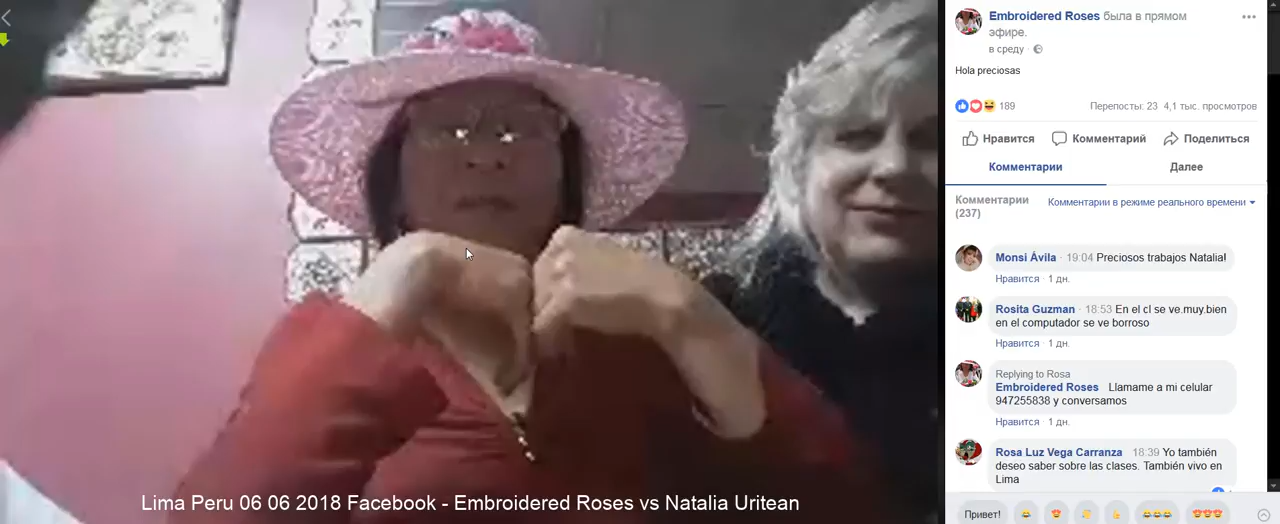 Embroidered Roses была в прямом
эфире.
в среду
Hola preciosas
189
Перепосты: 23 4,1 тыс. просмотров
Нравится Комментарий Поделиться
Комментарии Далее
Комментарии
(237)
Комментарии в режиме реального времени
Monsi Ávila · 19:04 Preciosos trabajos Natalia!
Нравится · 1 дн.
Rosita Guzman · 18:53 En el cl se ve.muy.bien
en el computador se ve borroso
Нравится · 1 дн.
Replying to Rosa
Embroidered Roses Llamame a mi celular
947255838 y conversamos
Нравится · 1 дн.
Rosa Luz Vega Carranza · 18:39 Yo también
deseo saber sobre las clases. También vivo en
Lima
Привет!
Lima Peru 06 06 2018 Facebook - Embroidered Roses vs Natalia Uritean